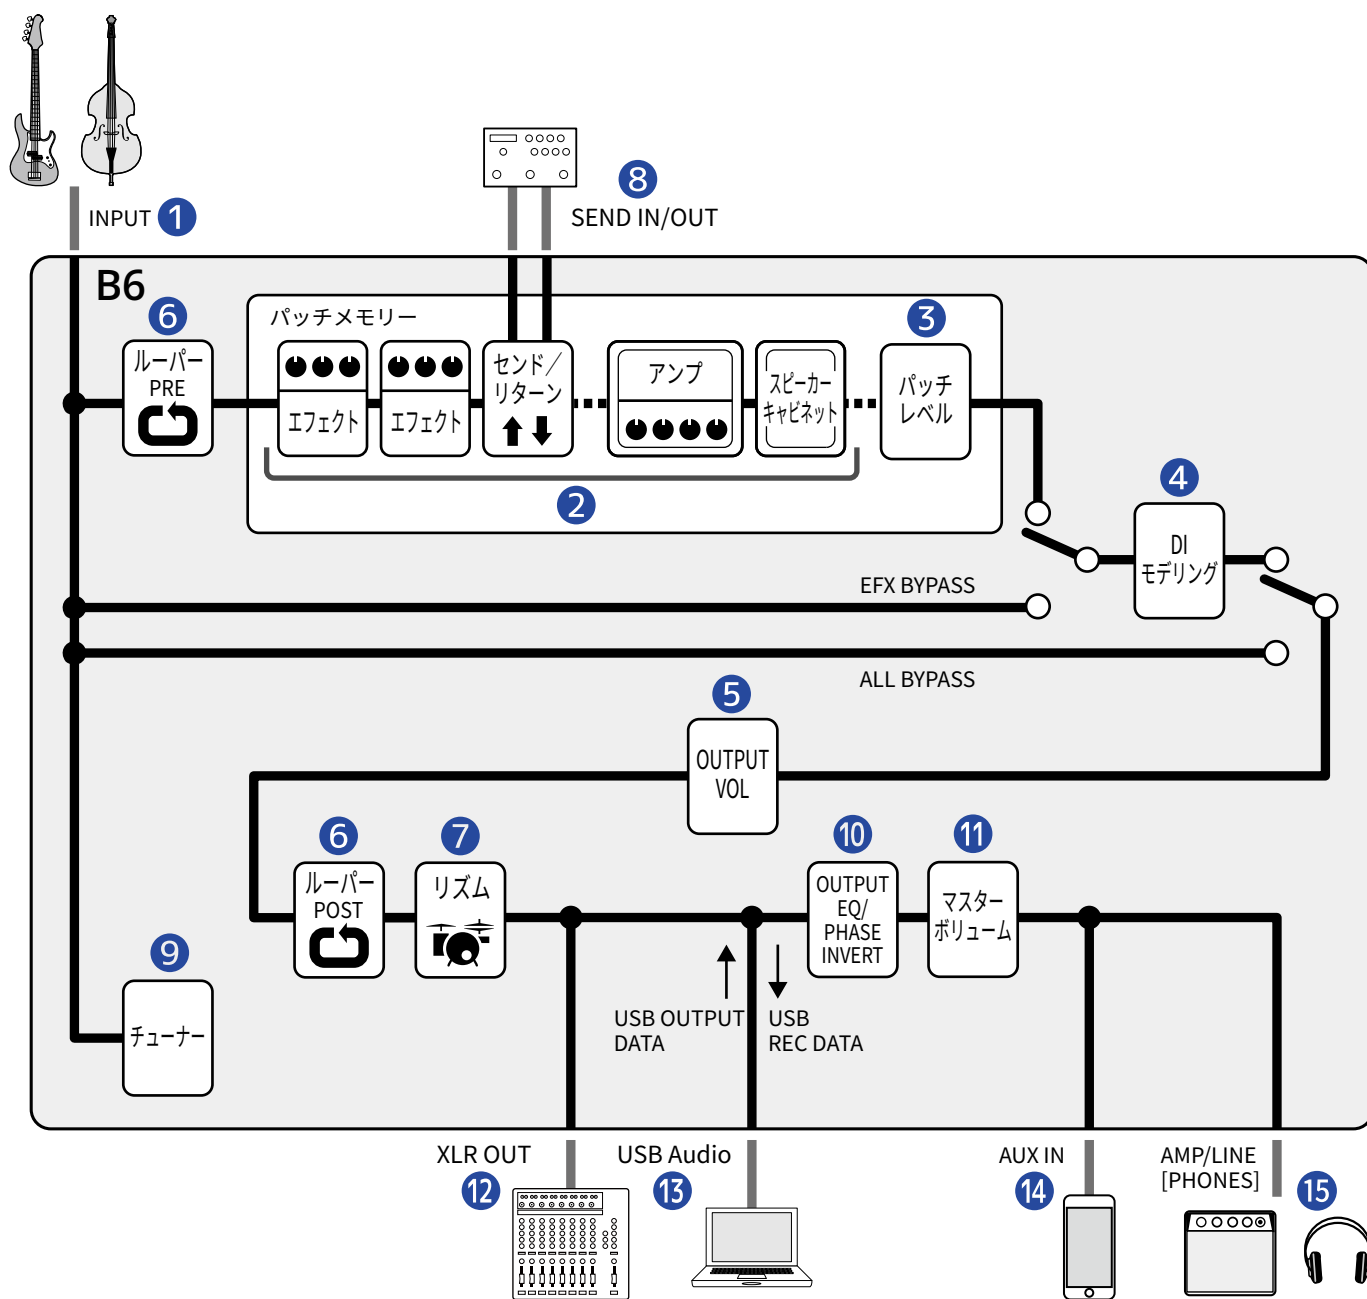 INPUT 1
8
SEND IN/OUT
B6
6
ルーパー
PRE
パッチメモリー
エフェクト
エフェクト
センド／
リターン
アンプ
スピーカー
キャビネット
3
パッチ
レベル
2
4
DI
モデリング
EFX BYPASS
ALL BYPASS
5
OUTPUT
VOL
6
ルーパー
POST
7
リズム
10
OUTPUT
EQ/
PHASE
INVERT
11
マスター
ボリューム
9
チューナー
USB OUTPUT
DATA
USB
REC DATA
XLR OUT
12
USB Audio
13
AUX IN
14
AMP/LINE
[PHONES]
15